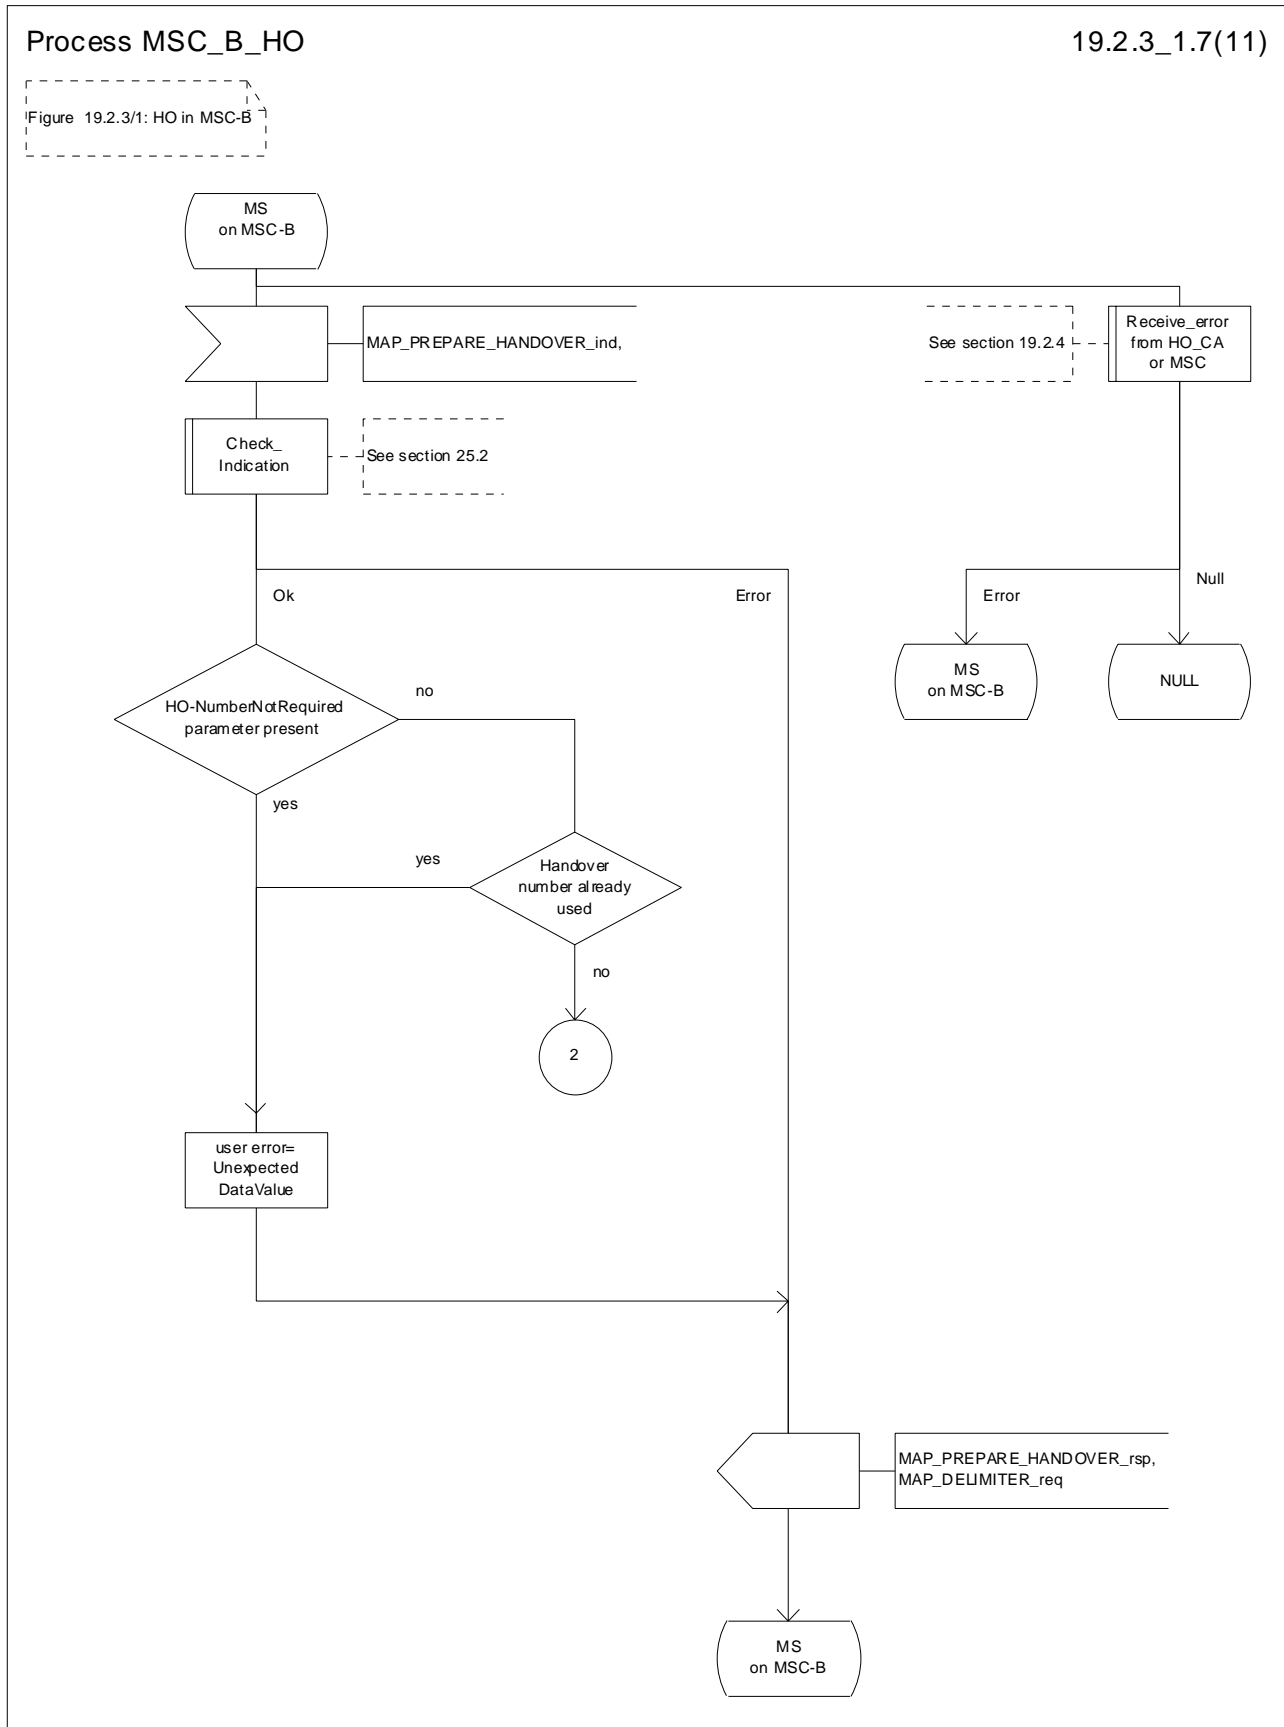 Process MSC_B_HO
19.2.3_1.7(11)
Figure 19.2.3/1: HO in MSC-B
MS
on MSC-B
MAP_PREPARE_HANDOVER_ind,
See section 19.2.4
Receive_error
from HO_CA
or MSC
Check_
Indication
See section 25.2
Ok
Error
Error
Null
MS
on MSC-B
NULL
HO-NumberNotRequired
parameter present
no
yes
yes
Handover
number already
used
no
2
user error=
Unexpected
DataValue
MAP_PREPARE_HANDOVER_rsp,
MAP_DELIMITER_req
MS
on MSC-B